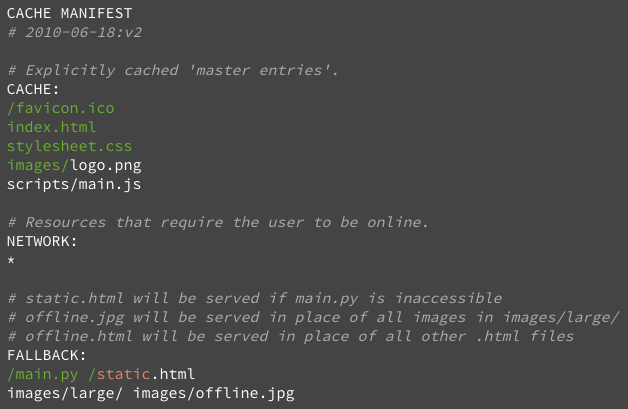 CACHE MANIFEST
# 2010-06-18:v2
# Explicitly cached 'master entries'.
CACHE:
/favicon.ico
index.html
stylesheet.css
images/logo.png
scripts/main.js
# Resources that require the user to be online.
NETWORK:
*
# static.html will be served if main.py is inaccessible
# offline.jpg will be served in place of all images in images/large/
# offline.html will be served in place of all other .html files
FALLBACK:
/main.py /static.html
images/large/ images/offline.jpg